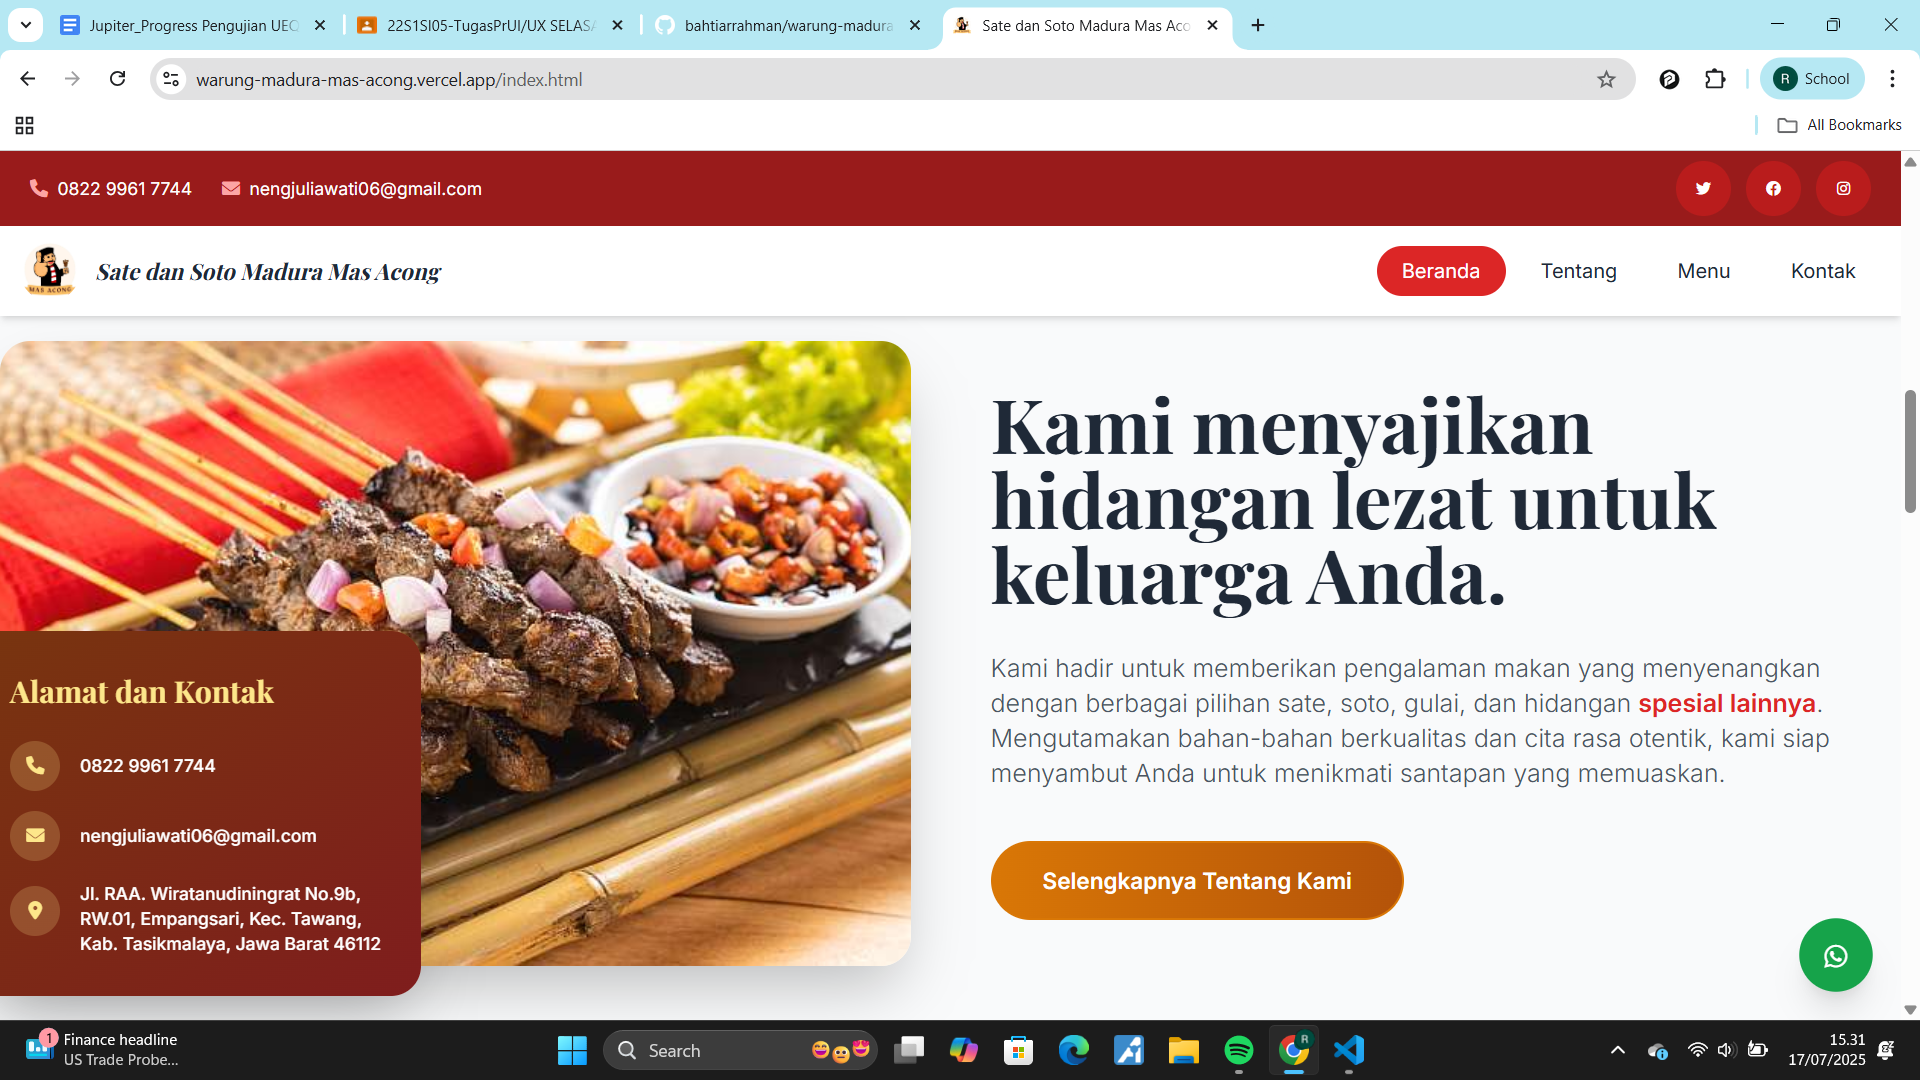 Jupiter_Progress Pengujian UEQ
22S1SI05-TugasPrUI/UX SELASA
bahtiarrahman/warung-madura
Sate dan Soto Madura Mas Aco
warung-madura-mas-acong.vercel.app/index.html
R School
All Bookmarks
0822 9961 7744
nengjuliawati06@gmail.com
MAS ACONG
Sate dan Soto Madura Mas Acong
Beranda
Tentang
Menu
Kontak
Kami menyajikan
hidangan lezat untuk
keluarga Anda.
Kami hadir untuk memberikan pengalaman makan yang menyenangkan
dengan berbagai pilihan sate, soto, gulai, dan hidangan spesial lainnya.
Mengutamakan bahan-bahan berkualitas dan cita rasa otentik, kami siap
menyambut Anda untuk menikmati santapan yang memuaskan.
Selengkapnya Tentang Kami
Alamat dan Kontak
0822 9961 7744
nengjuliawati06@gmail.com
Jl. RAA. Wiratanudiningrat No.9b,
RW.01, Empangsari, Kec. Tawang,
Kab. Tasikmalaya, Jawa Barat 46112
1
Finance headline
US Trade Probe...
Search
R
15.31
17/07/2025